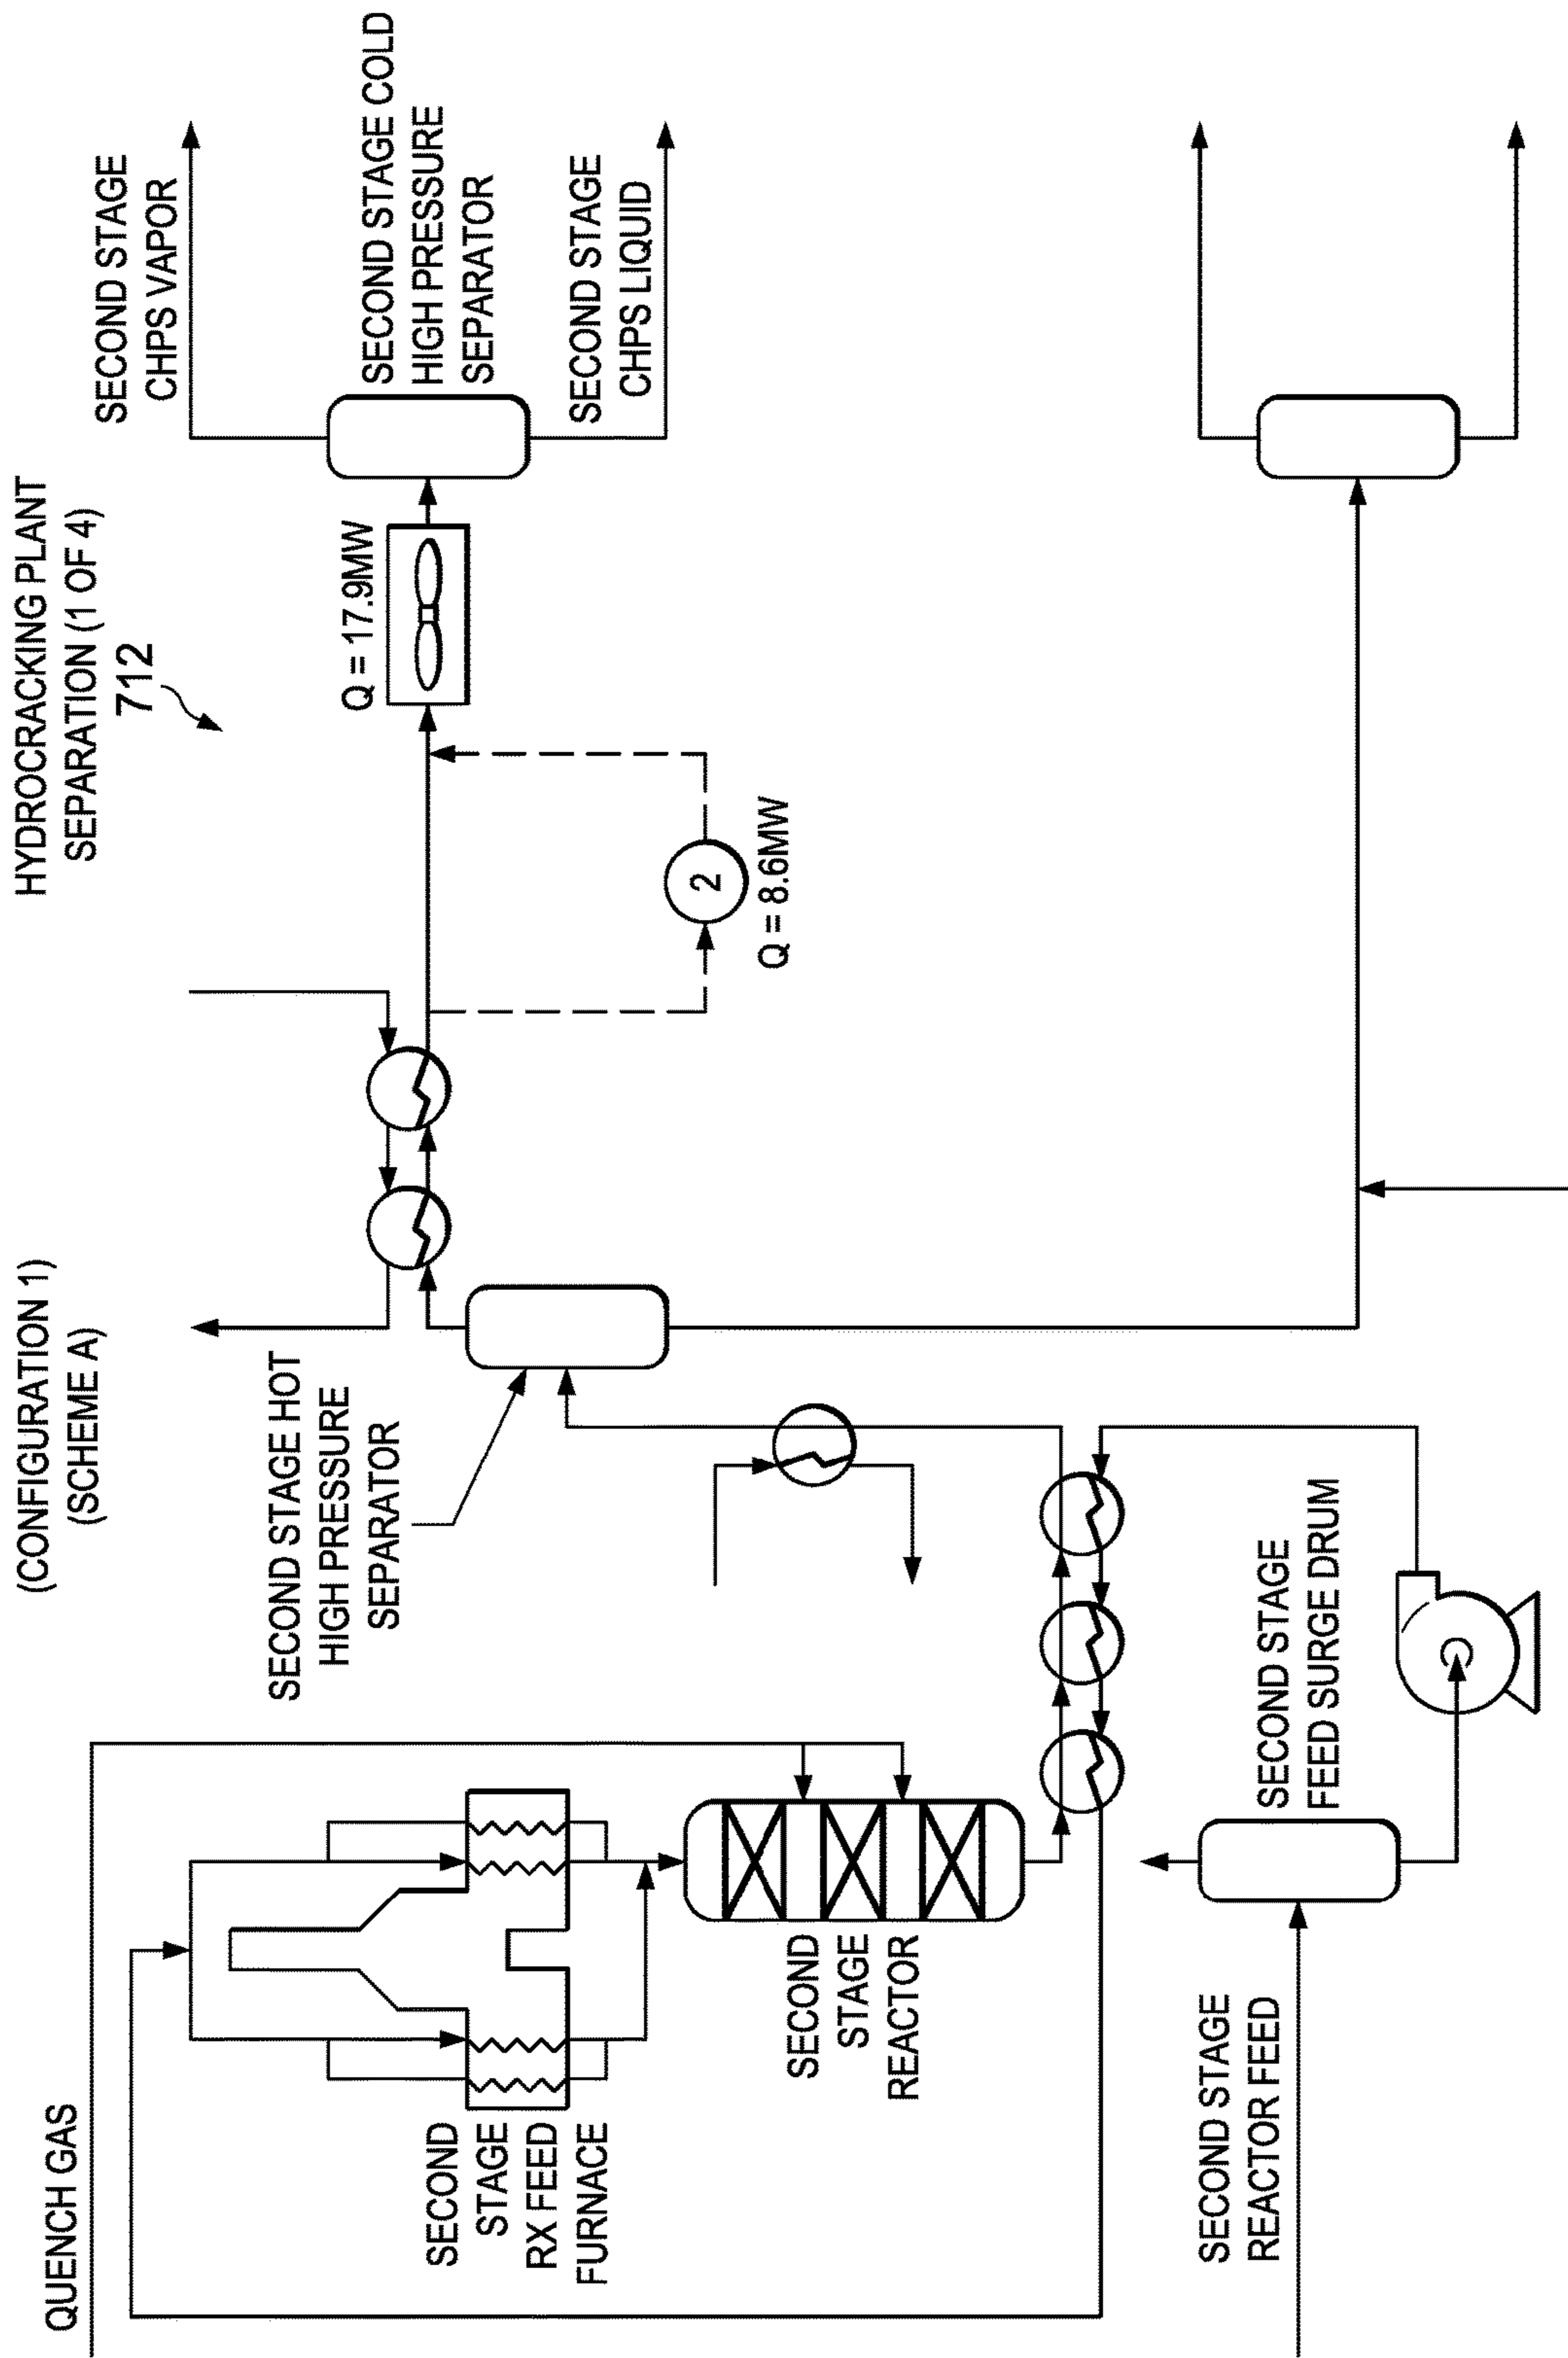 HYDROCRACKING PLANT
SEPARATION (1 OF 4)
712
(CONFIGURATION 1)
(SCHEME A)
QUENCH GAS
SECOND
STAGE
RX FEED
FURNACE
SECOND
STAGE
REACTOR
SECOND STAGE
REACTOR FEED
SECOND STAGE
FEED SURGE DRUM
SECOND STAGE HOT
HIGH PRESSURE
SEPARATOR
2
Q = 8.6MW
Q = 17.9MW
SECOND STAGE
CHPS VAPOR
SECOND STAGE COLD
HIGH PRESSURE
SEPARATOR
SECOND STAGE
CHPS LIQUID